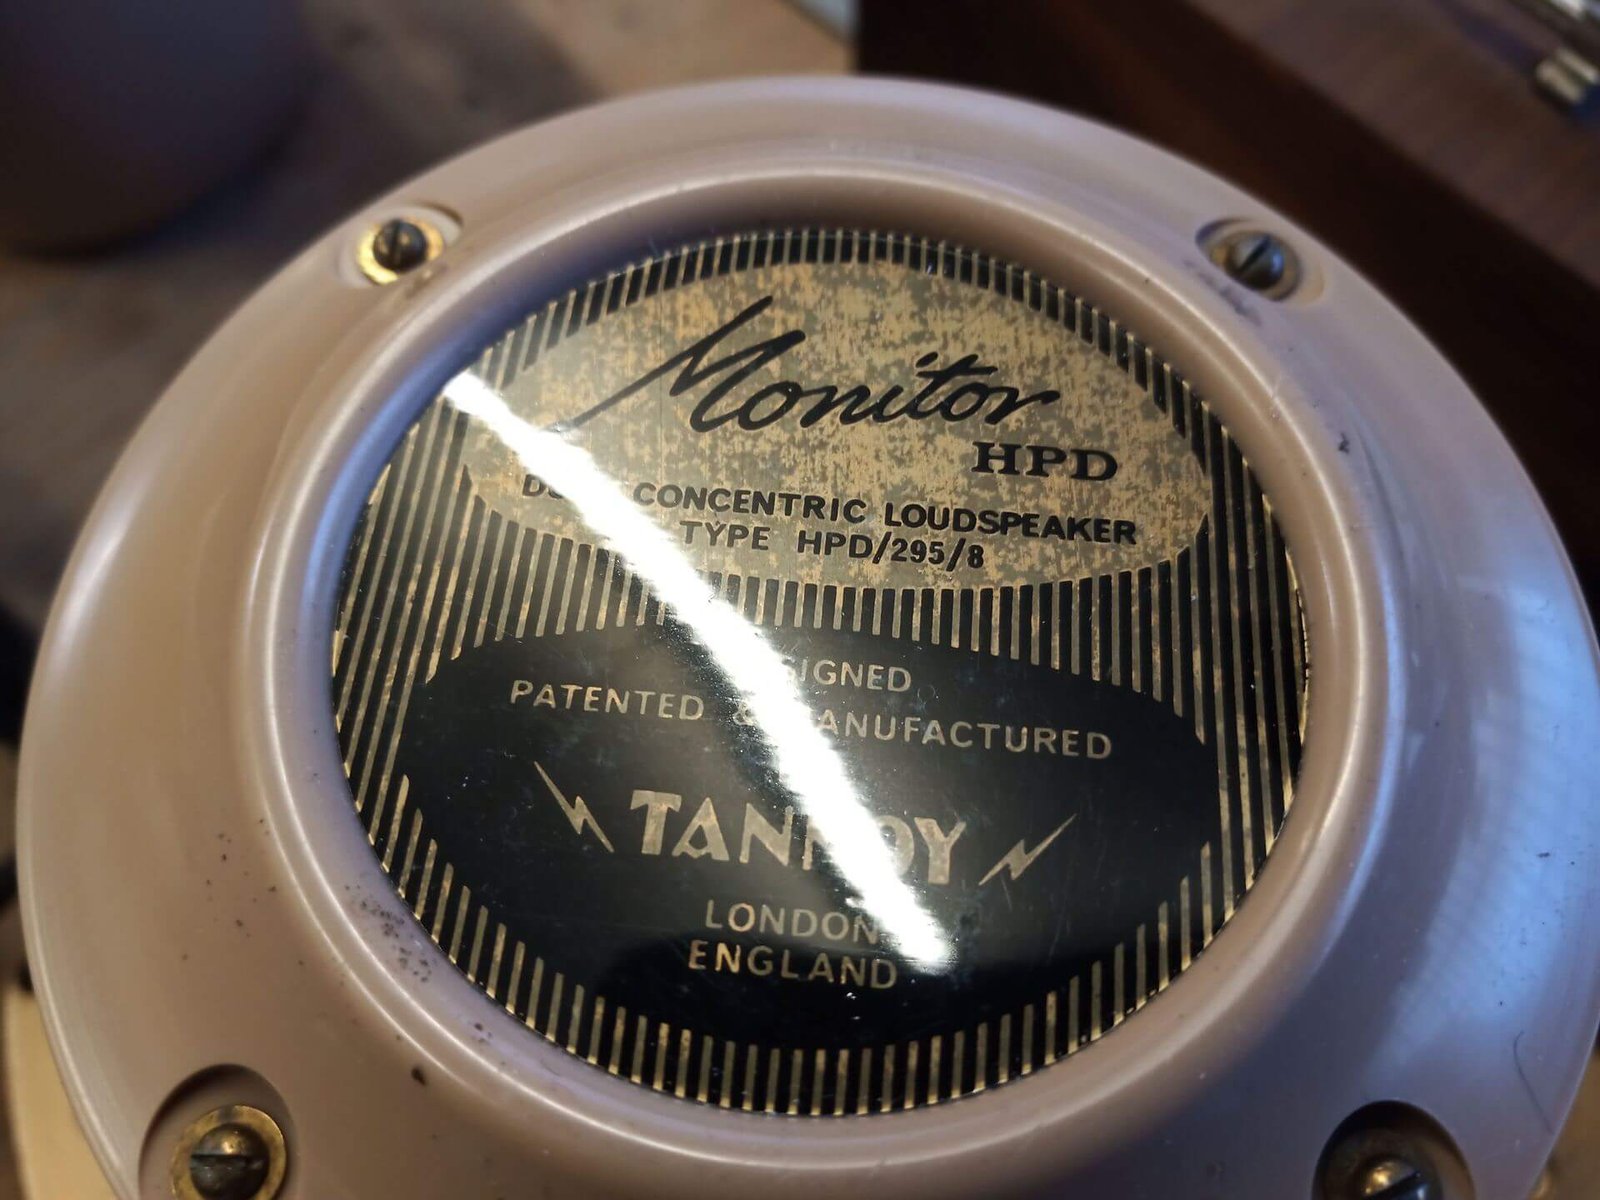 Monitor
HPD
CONCENTRIC LOUDSPEAKER
TYPE HPD/295/8
PATENTED & MANUFACTURED
TANNOY
LONDON
ENGLAND